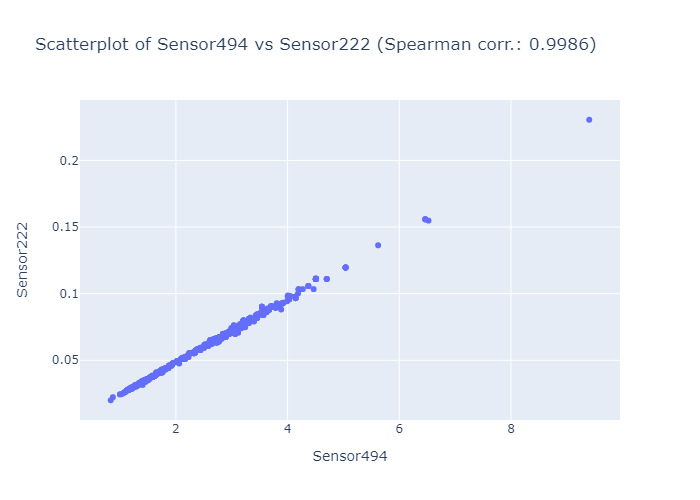 Scatterplot of Sensor494 vs Sensor222 (Spearman corr.: 0.9986)
Sensor222
0.2
0.15
0.1
0.05
2 4 6 8
Sensor494